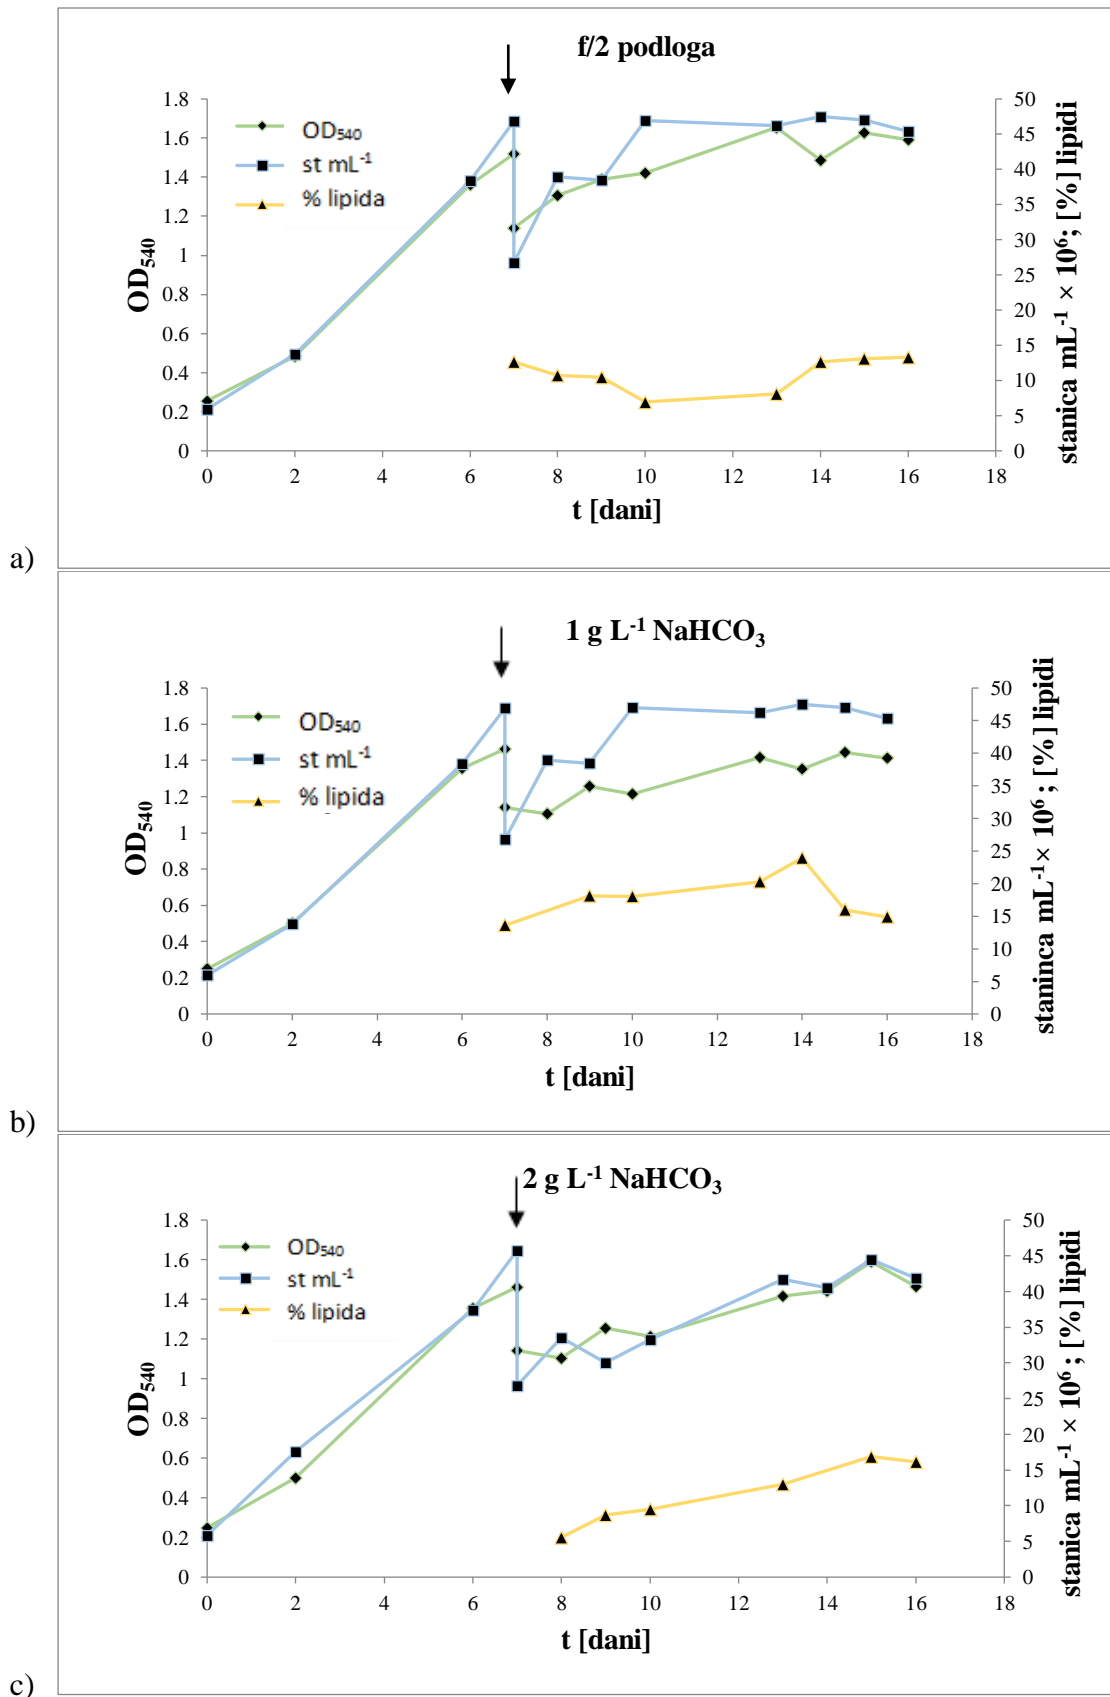 f/2 podloga
OD₅₄₀
st mL⁻¹
% lipida
1.8
1.6
1.4
1.2
1
0.8
0.6
0.4
0.2
0
OD₅₄₀
50
45
40
35
30
25
20
15
10
5
0
stanica mL⁻¹ × 10⁶; [%] lipidi
0 2 4 6 8 10 12 14 16 18
t [dani]
a)
1 g L⁻¹ NaHCO₃
OD₅₄₀
st mL⁻¹
% lipida
1.8
1.6
1.4
1.2
1
0.8
0.6
0.4
0.2
0
OD₅₄₀
50
45
40
35
30
25
20
15
10
5
0
staninca mL⁻¹× 10⁶; [%] lipidi
0 2 4 6 8 10 12 14 16 18
t [dani]
b)
2 g L⁻¹ NaHCO₃
OD₅₄₀
st mL⁻¹
% lipida
1.8
1.6
1.4
1.2
1
0.8
0.6
0.4
0.2
0
OD₅₄₀
50
45
40
35
30
25
20
15
10
5
0
stanica mL⁻¹ × 10⁶; [%] lipidi
0 2 4 6 8 10 12 14 16 18
t [dani]
c)